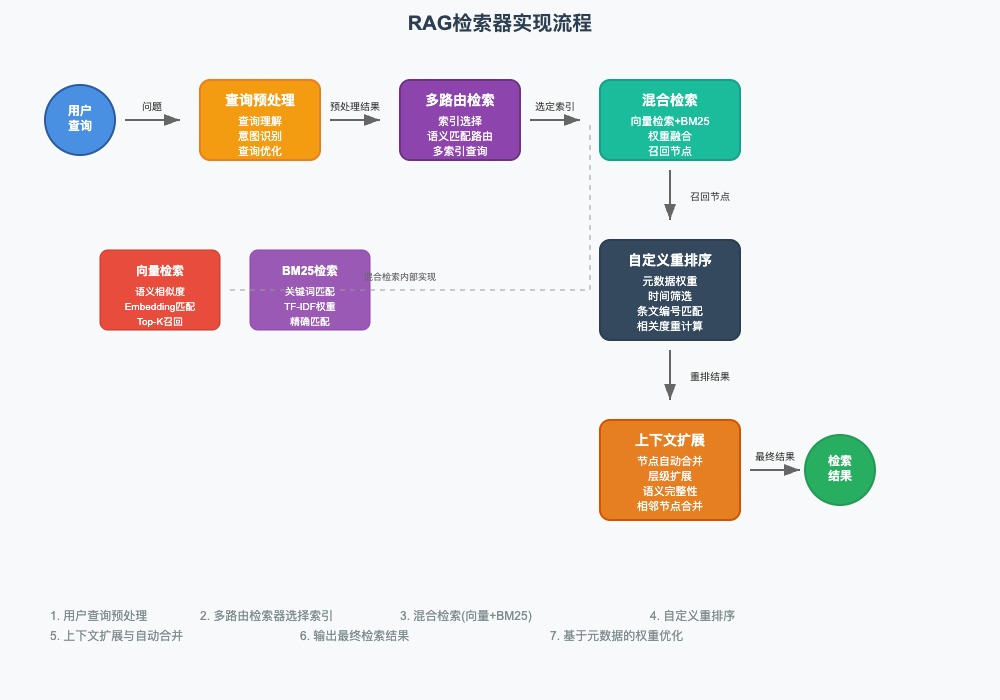 RAG检索器实现流程
用户
查询
问题
查询预处理
查询理解
意图识别
查询优化
预处理结果
多路由检索
索引选择
语义匹配路由
多索引查询
选定索引
混合检索
向量检索+BM25
权重融合
召回节点
召回节点
向量检索
语义相似度
Embedding匹配
Top-K召回
BM25检索
关键词匹配
TF-IDF权重
精确匹配
混合检索内部实现
自定义重排序
元数据权重
时间筛选
条文编号匹配
相关度重计算
重排结果
上下文扩展
节点自动合并
层级扩展
语义完整性
相邻节点合并
最终结果
检索
结果
1. 用户查询预处理
2. 多路由检索器选择索引
3. 混合检索(向量+BM25)
4. 自定义重排序
5. 上下文扩展与自动合并
6. 输出最终检索结果
7. 基于元数据的权重优化